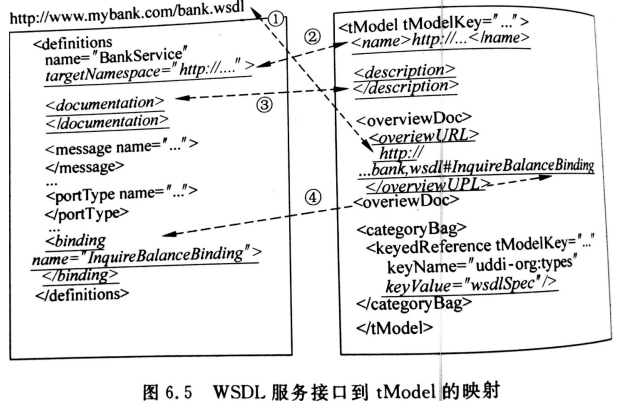 http://www.mybank.com/bank.wsdl
①
<definitions
name="BankService"
targetNamespace="http://....">
<documentation>
</documentation>
<message name="...">
</message>
...
<portType name="...">
</portType>
...
<binding
name="InquireBalanceBinding">
</binding>
</definitions>
②
③
④
<tModel tModelKey="...">
<name>http://...</name>
<description>
</description>
<overviewDoc>
<overiewURL>
http://
...bank,wsdl#InquireBalanceBinding
</overviewUPL>
<overiewDoc>
<categoryBag>
<keyedReference tModelKey="..."
keyName="uddi-org:types"
keyValue="wsdlSpec"/>
</categoryBag>
</tModel>
图 6.5 WSDL 服务接口到 tModel 的映射